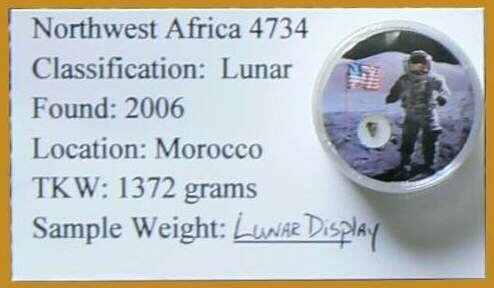 Northwest Africa 4734
Classification: Lunar
Found: 2006
Location: Morocco
TKW: 1372 grams
Sample Weight: Lunar Display